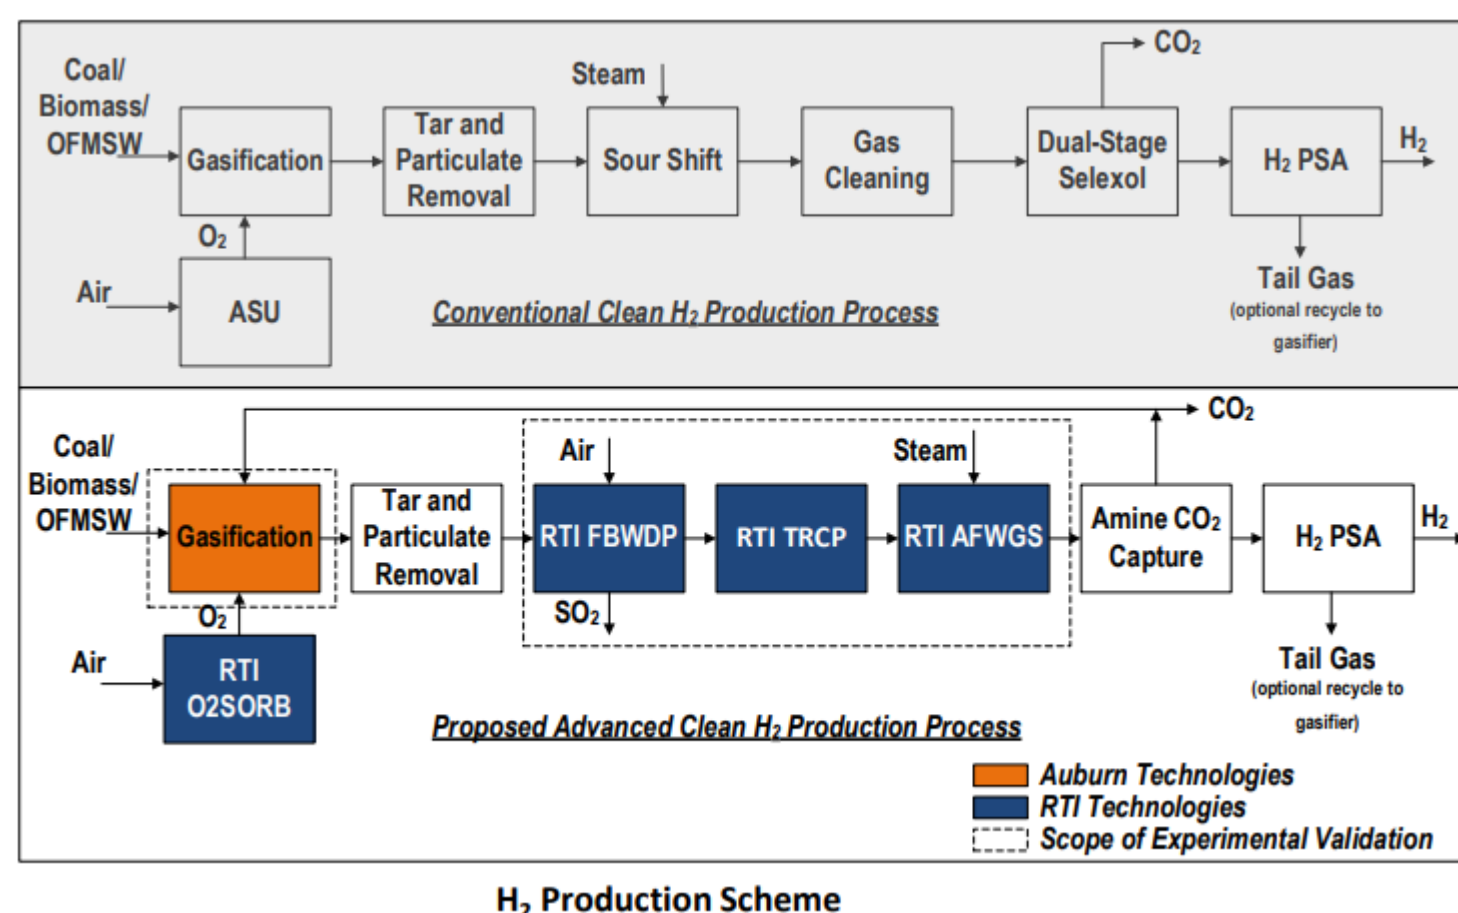 Coal/
Biomass/
OFMSW
Gasification
O₂
Air
ASU
Tar and
Particulate
Removal
Steam
Sour Shift
Gas
Cleaning
CO₂
Dual-Stage
Selexol
H₂ PSA
H₂
Tail Gas
(optional recycle to
gasifier)
Conventional Clean H₂ Production Process
Coal/
Biomass/
OFMSW
Gasification
O₂
Air
RTI
O2SORB
Tar and
Particulate
Removal
Air
RTI FBWDP
SO₂
RTI TRCP
Steam
RTI AFWGS
CO₂
Amine CO₂
Capture
H₂ PSA
H₂
Tail Gas
(optional recycle to
gasifier)
Proposed Advanced Clean H₂ Production Process
Auburn Technologies
RTI Technologies
Scope of Experimental Validation
H₂ Production Scheme